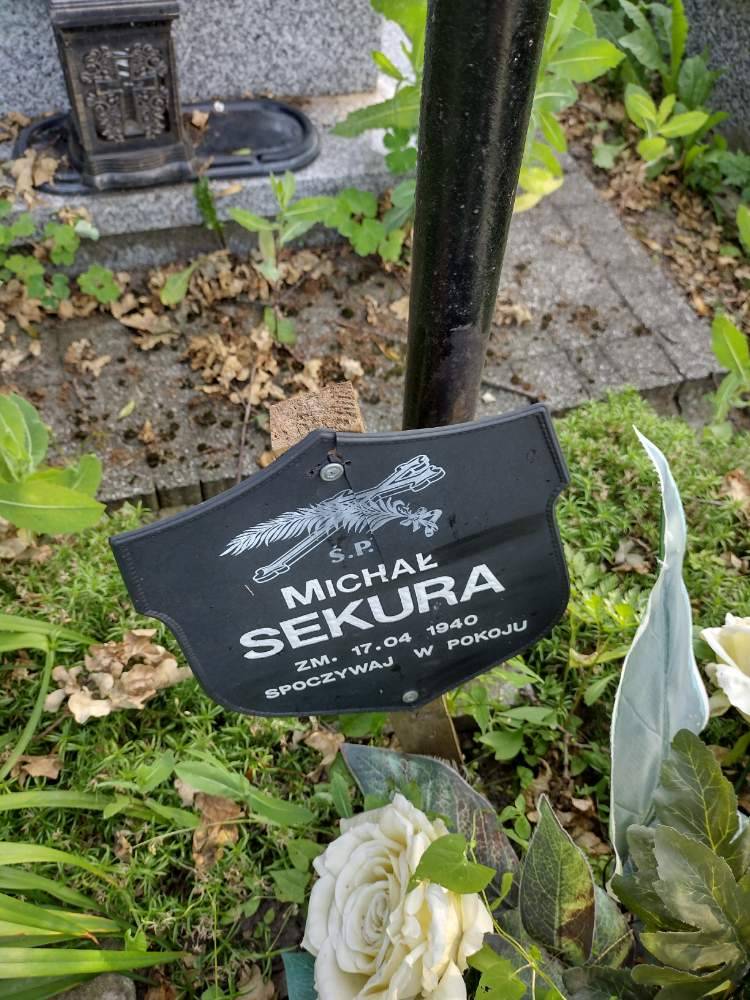 Ś.P.
MICHAŁ
SEKURA
ZM. 17.04 1940
SPOCZYWAJ W POKOJU